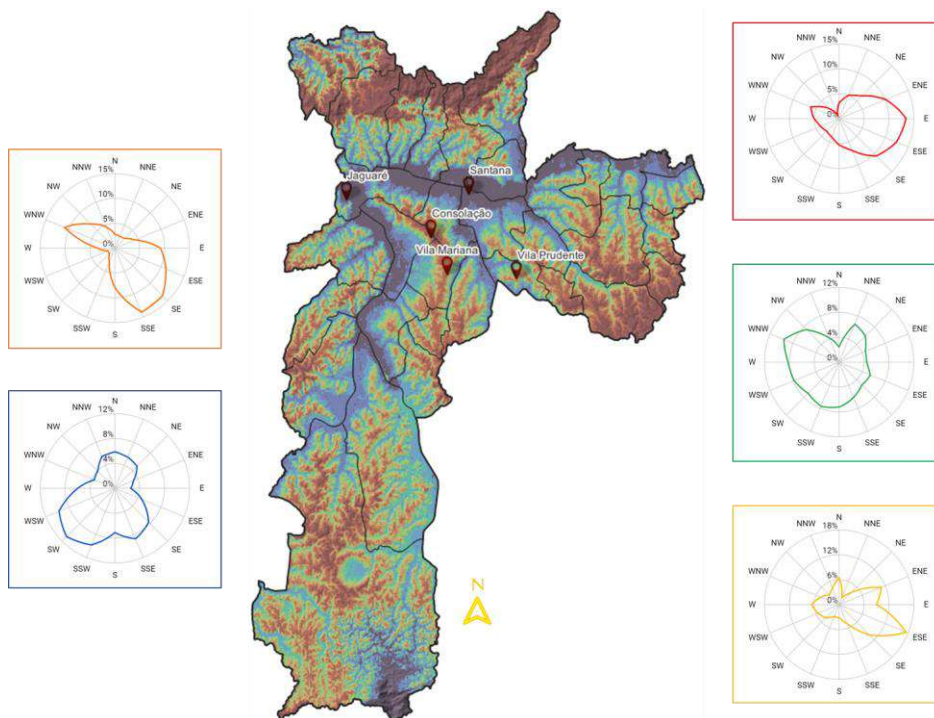 Jaguaré
Santana
Consolação
Vila Mariana
Vila Prudente
N
N
NNE
NE
ENE
E
ESE
SE
SSE
S
SSW
SW
WSW
W
WNW
NW
NNW
15%
10%
5%
0%
N
NNE
NE
ENE
E
ESE
SE
SSE
S
SSW
SW
WSW
W
WNW
NW
NNW
12%
8%
4%
0%
N
NNE
NE
ENE
E
ESE
SE
SSE
S
SSW
SW
WSW
W
WNW
NW
NNW
15%
10%
5%
0%
N
NNE
NE
ENE
E
ESE
SE
SSE
S
SSW
SW
WSW
W
WNW
NW
NNW
12%
8%
4%
0%
N
NNE
NE
ENE
E
ESE
SE
SSE
S
SSW
SW
WSW
W
WNW
NW
NNW
18%
12%
6%
0%